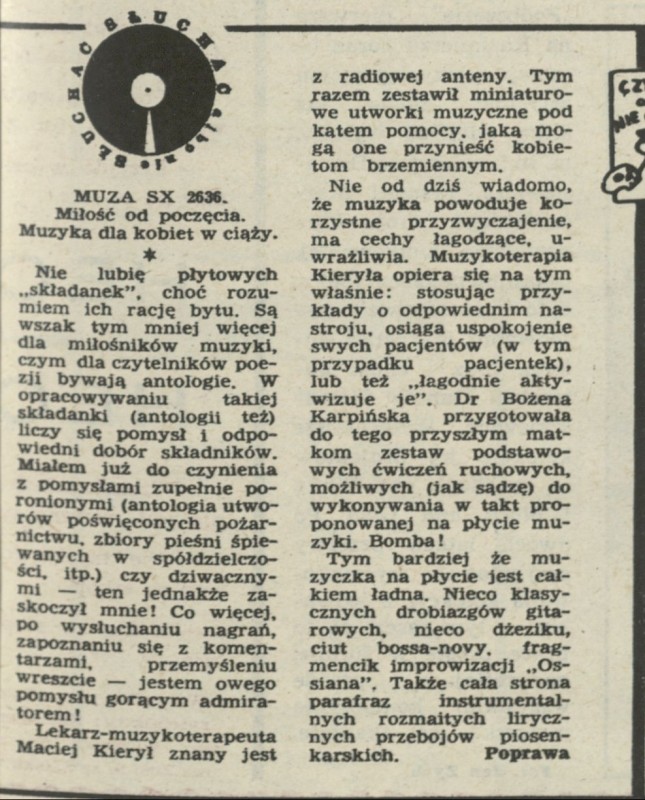 SŁUCHAĆ
albo nie
SŁUCHAĆ
MUZA SX 2636.
Miłość od poczęcia.
Muzyka dla kobiet w ciąży.
*
Nie lubię płytowych
„składanek”, choć rozu-
miem ich rację bytu. Są
wszak tym mniej więcej
dla miłośników muzyki,
czym dla czytelników poe-
zji bywają antologie. W
opracowywaniu takiej
składanki (antologii też)
liczy się pomysł i odpo-
wiedni dobór składników.
Miałem już do czynienia
z pomysłami zupełnie po-
ronionymi (antologia utwo-
rów poświęconych pożar-
nictwu, zbiory pieśni śpie-
wanych w spółdzielczo-
ści, itp.) czy dziwaczny-
mi — ten jednakże za-
skoczył mnie! Co więcej,
po wysłuchaniu nagrań,
zapoznaniu się z komen-
tarzami, przemyśleniu
wreszcie — jestem owego
pomysłu gorącym admira-
torem!
Lekarz-muzykoterapeuta
Maciej Kierył znany jest
z radiowej anteny. Tym
razem zestawił miniaturo-
we utworki muzyczne pod
kątem pomocy, jaką mo-
gą one przynieść kobie-
tom brzemiennym.
Nie od dziś wiadomo,
że muzyka powoduje ko-
rzystne przyzwyczajenie,
ma cechy łagodzące, u-
wrażliwia. Muzykoterapia
Kieryła opiera się na tym
właśnie: stosując przy-
kłady o odpowiednim na-
stroju, osiąga uspokojenie
swych pacjentów (w tym
przypadku pacjentek),
lub też „łagodnie akty-
wizuje je”. Dr Bożena
Karpińska przygotowała
do tego przyszłym mat-
kom zestaw podstawo-
wych ćwiczeń ruchowych,
możliwych (jak sądzę) do
wykonywania w takt pro-
ponowanej na płycie mu-
zyki. Bomba!
Tym bardziej że mu-
zyczka na płycie jest cał-
kiem ładna. Nieco klasy-
cznych drobiazgów gita-
rowych, nieco dżeziku,
ciut bossa-novy, frag-
mencik improwizacji „Os-
siana”. Także cała strona
parafraz instrumental-
nych rozmaitych lirycz-
nych przebojów piosen-
karskich. Poprawa